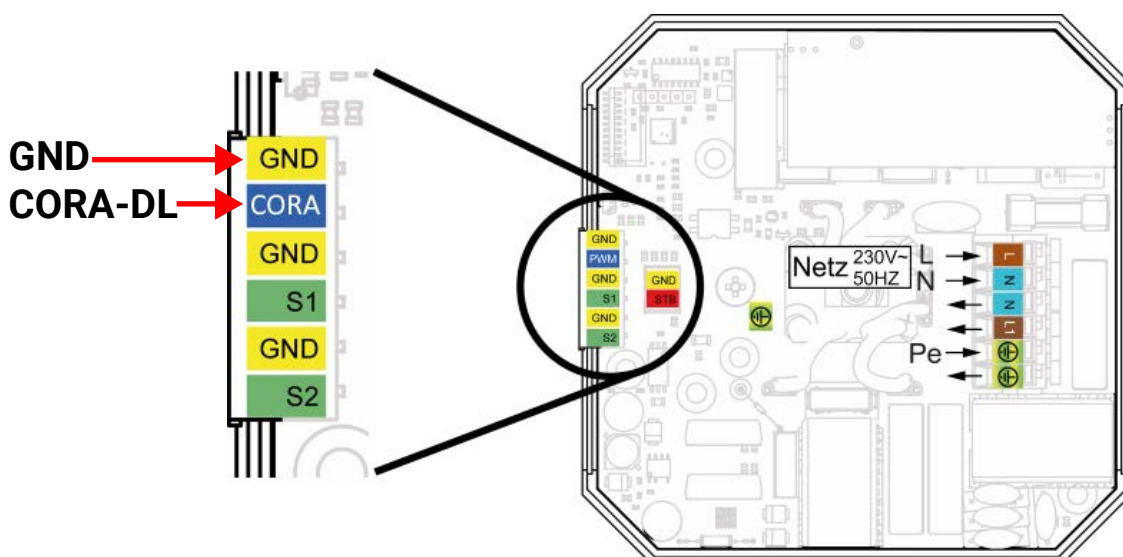 GND
CORA-DL
GND
CORA
GND
S1
GND
S2
GND
PWM
GND
S1
GND
S2
GND
STB
Netz 230V~
50HZ
L
N
Pe
L
N
N
L1